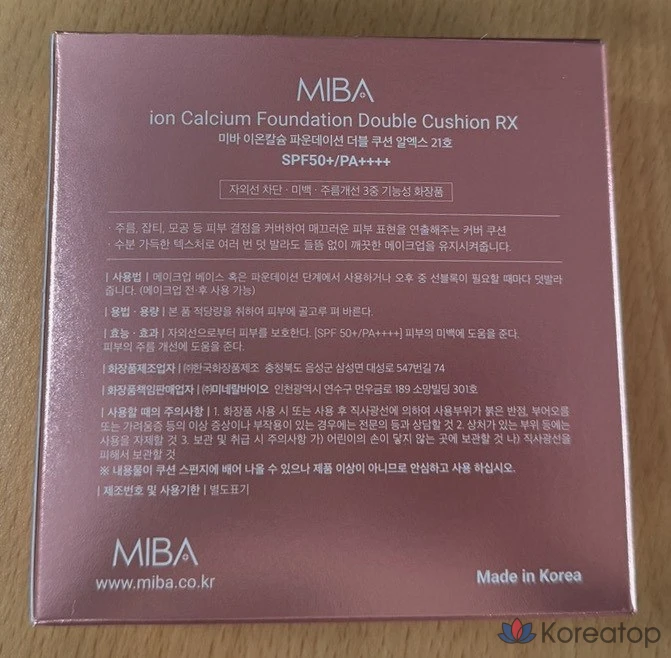 MIBA
ion Calcium Foundation Double Cushion RX
미바 이온칼슘 파운데이션 더블 쿠션 알엑스 21호
SPF50+/PA++++
자외선 차단 · 미백 · 주름개선 3중 기능성 화장품
· 주름, 잡티, 모공 등 피부 결점을 커버하여 매끄러운 피부 표현을 연출해주는 커버 쿠션
· 수분 가득한 텍스처로 여러 번 덧 발라도 들뜸 없이 깨끗한 메이크업을 유지시켜줍니다.
| 사용법 | 메이크업 베이스 혹은 파운데이션 단계에서 사용하거나 오후 중 선블록이 필요할 때마다 덧발라
줍니다. (메이크업 전·후 사용 가능)
| 용법 · 용량 | 본 품 적당량을 취하여 피부에 골고루 펴 바른다.
| 효능 · 효과 | 자외선으로부터 피부를 보호한다. [SPF 50+/PA++++] 피부의 미백에 도움을 준다.
피부의 주름 개선에 도움을 준다.
| 화장품제조업자 | ㈜한국화장품제조 충청북도 음성군 삼성면 대성로 547번길 74
| 화장품책임판매업자 | ㈜미네랄바이오 인천광역시 연수구 먼우금로 189 소망빌딩 301호
| 사용할 때의 주의사항 | 1. 화장품 사용 시 또는 사용 후 직사광선에 의하여 사용부위가 붉은 반점, 부어오름
또는 가려움증 등의 이상 증상이나 부작용이 있는 경우에는 전문의 등과 상담할 것 2. 상처가 있는 부위 등에는
사용을 자제할 것 3. 보관 및 취급 시 주의사항 가) 어린이의 손이 닿지 않는 곳에 보관할 것 나) 직사광선을
피해서 보관할 것
※ 내용물이 쿠션 스펀지에 배어 나올 수 있으나 제품 이상이 아니므로 안심하고 사용 하십시오.
| 제조번호 및 사용기한 | 별도표기
MIBA
www.miba.co.kr
Made in Korea
Koreatop